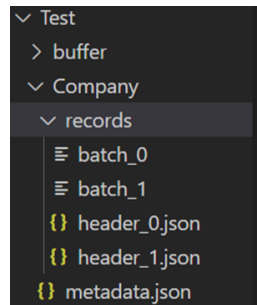 Test
buffer
Company
records
batch_0
batch_1
{} header_0.json
{} header_1.json
{} metadata.json